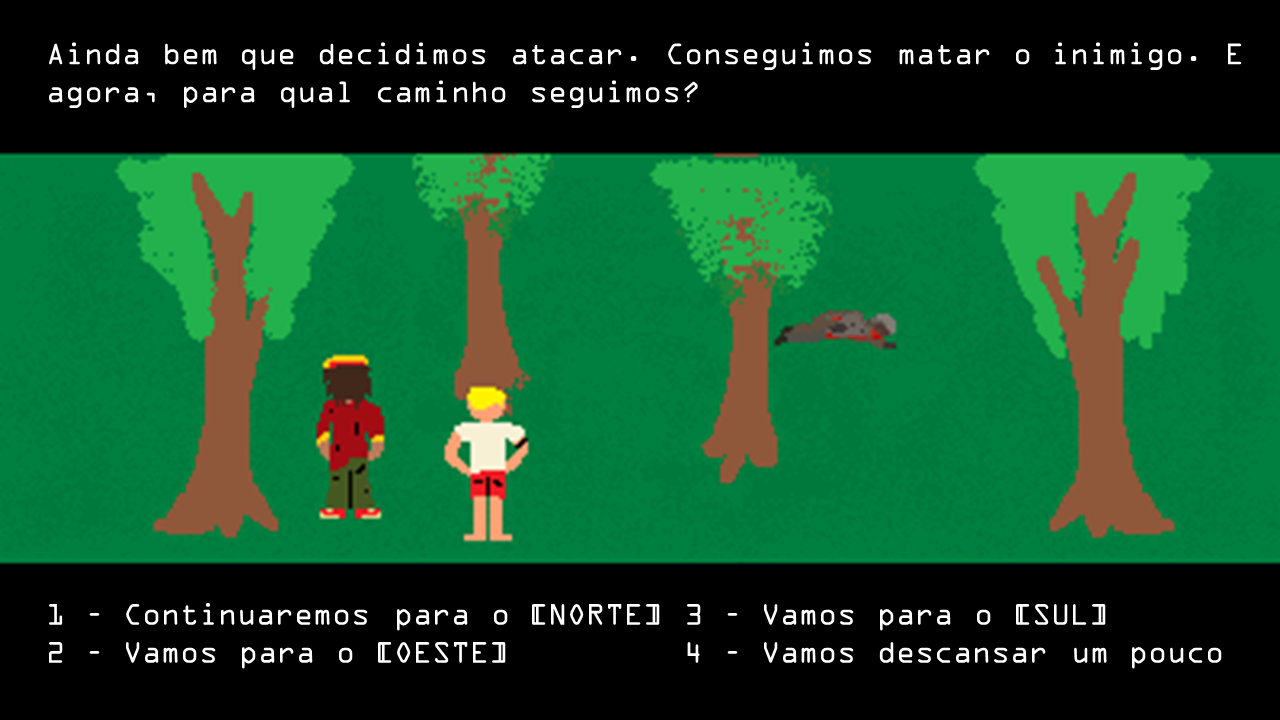 Ainda bem que decidimos atacar. Conseguimos matar o inimigo. E
agora, para qual caminho seguimos?
1 - Continuaremos para o [NORTE]
2 - Vamos para o [OESTE]
3 - Vamos para o [SUL]
4 - Vamos descansar um pouco